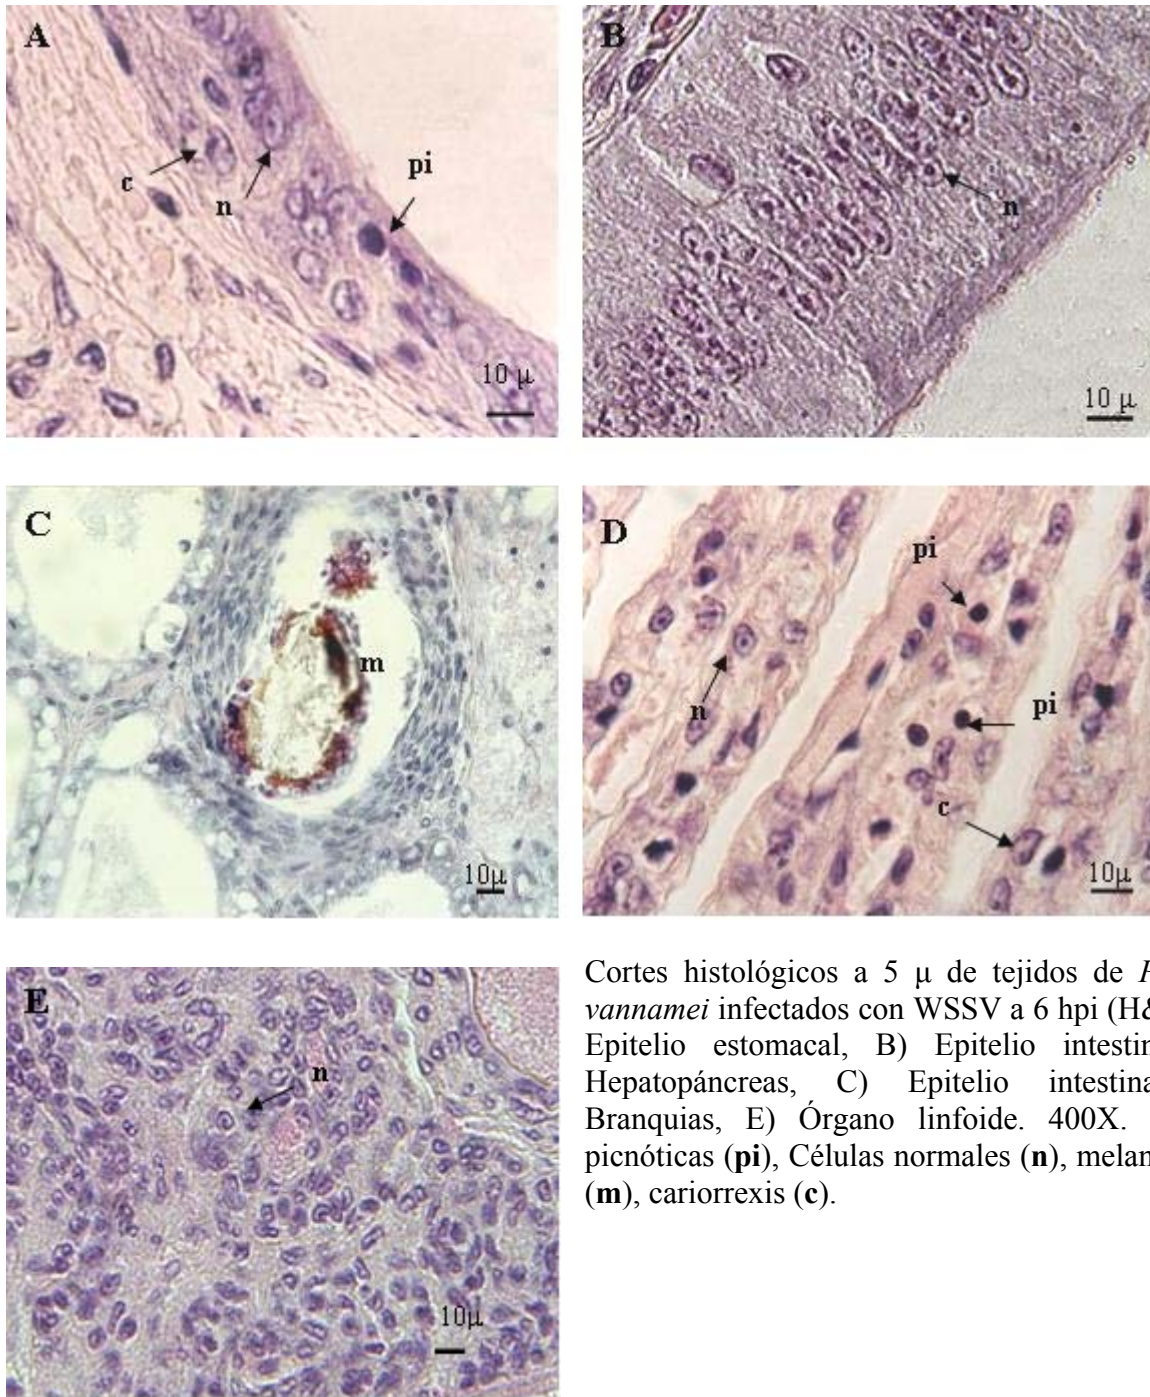 A
c
n
pi
10 μ
B
n
10 μ
C
m
10μ
D
pi
n
pi
c
10μ
E
n
10μ
Cortes histológicos a 5 μ de tejidos de
vannamei infectados con WSSV a 6 hpi (H&
Epitelio estomacal, B) Epitelio intestin
Hepatopáncreas, C) Epitelio intestina
Branquias, E) Órgano linfoide. 400X.
picnóticas (pi), Células normales (n), melan
(m), cariorrexis (c).